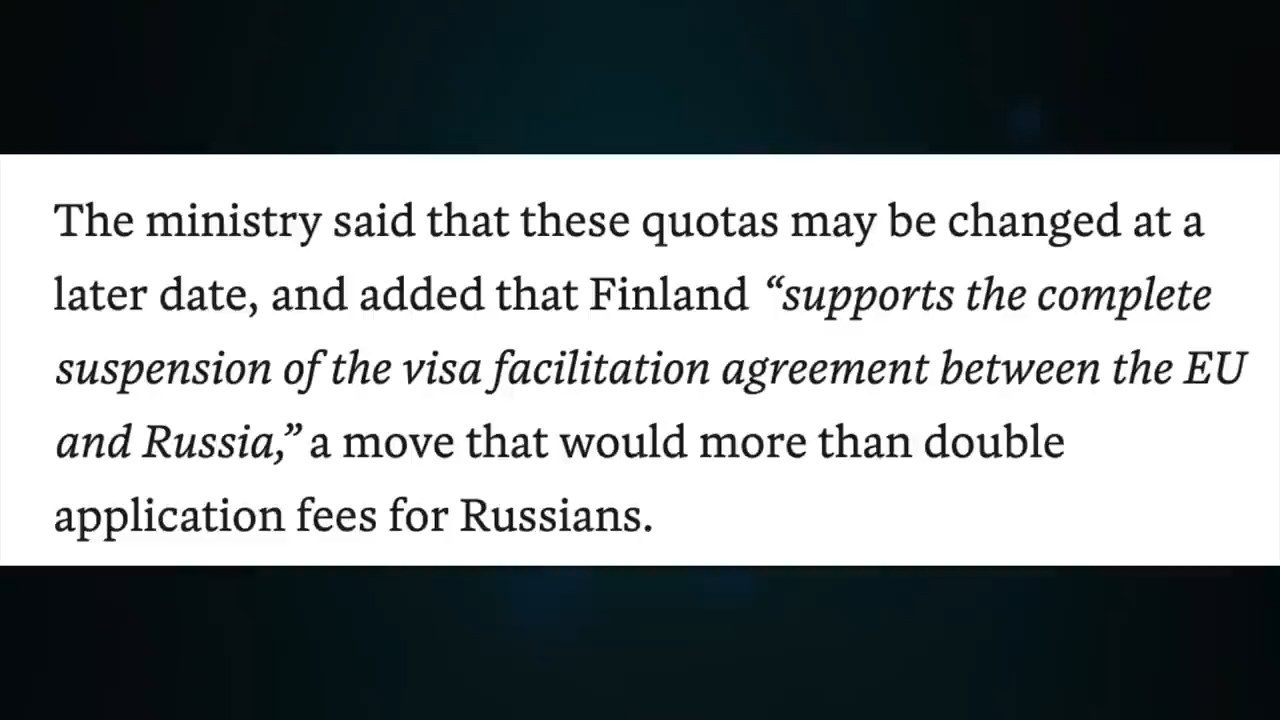 The ministry said that these quotas may be changed at a
later date, and added that Finland “supports the complete
suspension of the visa facilitation agreement between the EU
and Russia,” a move that would more than double
application fees for Russians.